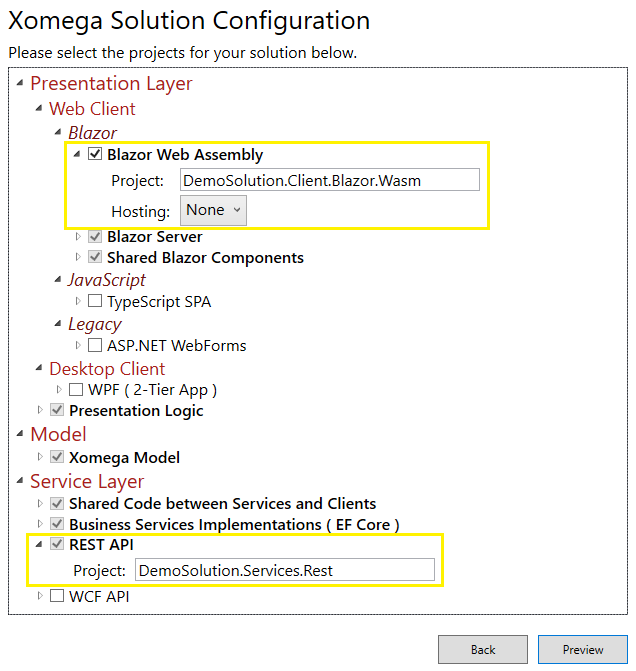 Xomega Solution Configuration
Please select the projects for your solution below.
Presentation Layer
Web Client
Blazor
Blazor Web Assembly
Project: DemoSolution.Client.Blazor.Wasm
Hosting: None
Blazor Server
Shared Blazor Components
JavaScript
TypeScript SPA
Legacy
ASP.NET WebForms
Desktop Client
WPF ( 2-Tier App )
Presentation Logic
Model
Xomega Model
Service Layer
Shared Code between Services and Clients
Business Services Implementations ( EF Core )
REST API
Project: DemoSolution.Services.Rest
WCF API
Back Preview